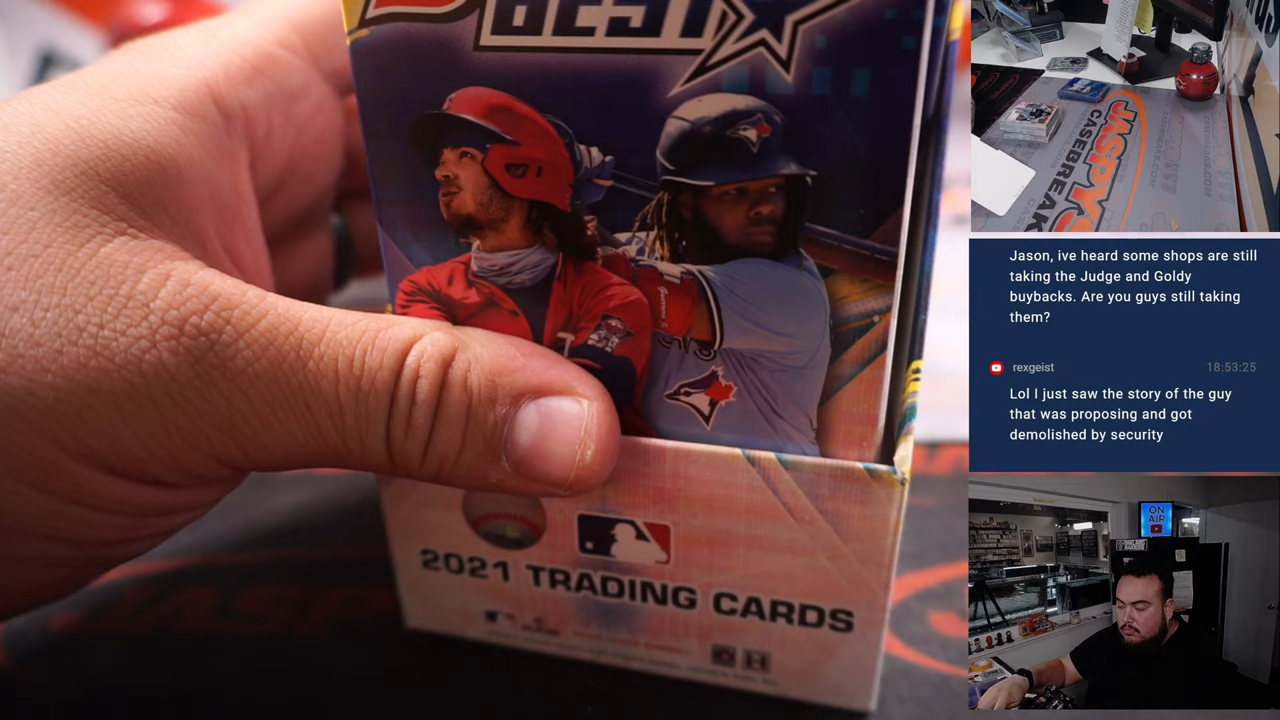 BEST
2021 TRADING CARDS
JASPY'S
CASEBREAK
Jason, ive heard some shops are still
taking the Judge and Goldy
buybacks. Are you guys still taking
them?
rexgeist 18:53:25
Lol I just saw the story of the guy
that was proposing and got
demolished by security
ON
AIR